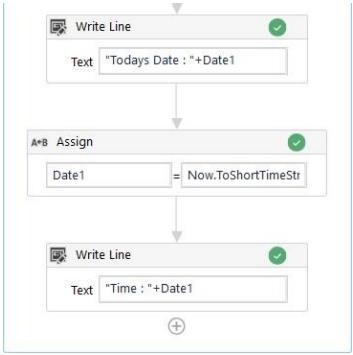 Write Line
Text "Todays Date : "+Date1
A+B Assign
Date1 = Now.ToShortTimeStr
Write Line
Text "Time : "+Date1